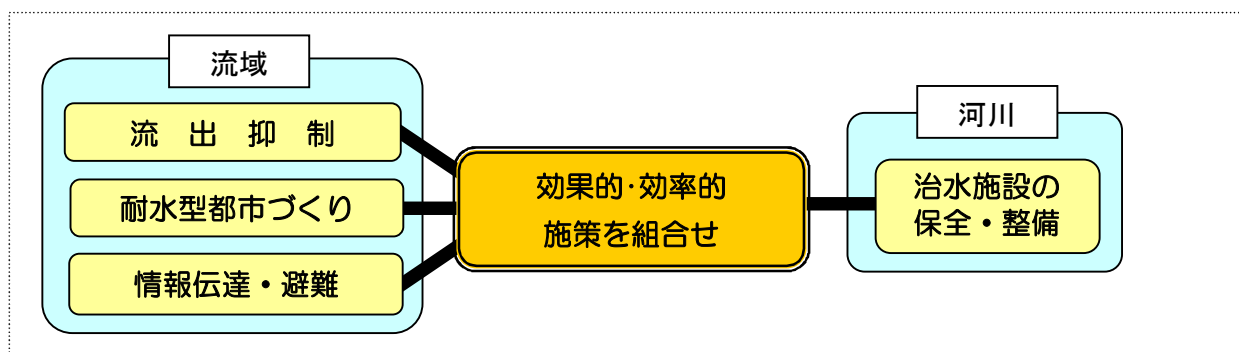 流域
流 出 抑 制
耐水型都市づくり
情報伝達・避難
効果的・効率的
施策を組合せ
河川
治水施設の
保全・整備